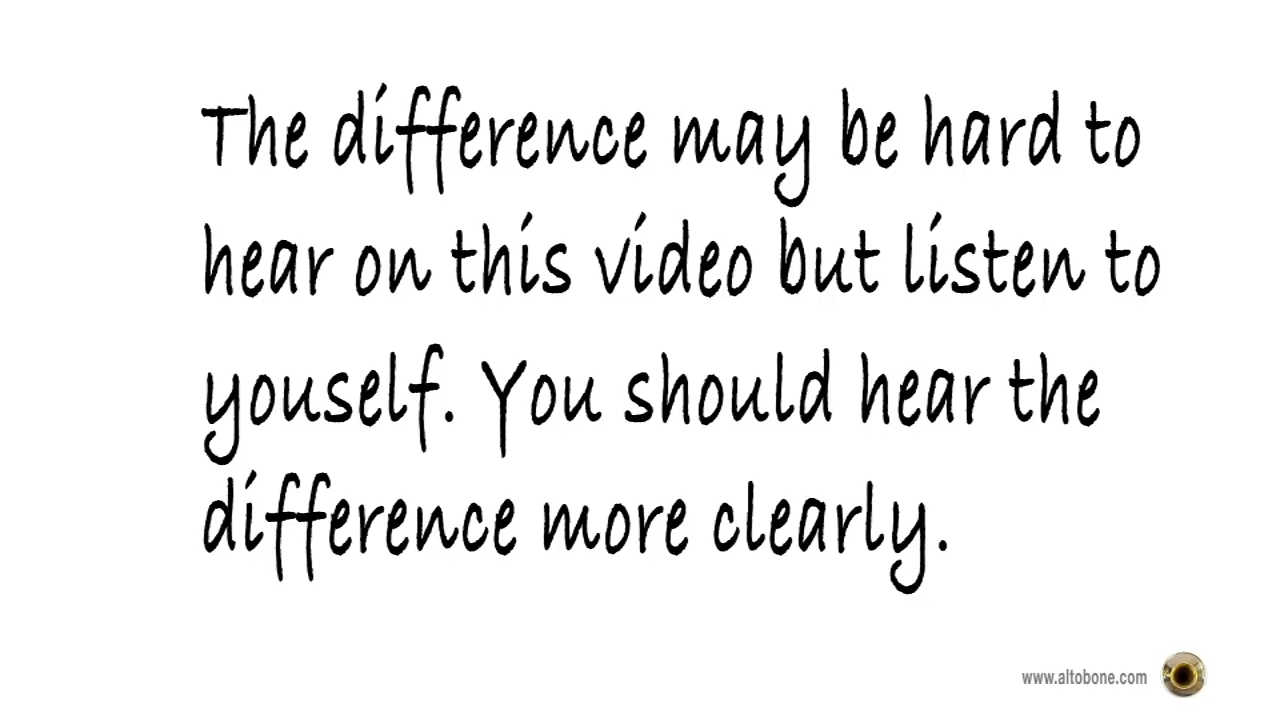 The difference may be hard to
hear on this video but listen to
youself. You should hear the
difference more clearly.
www.altobone.com